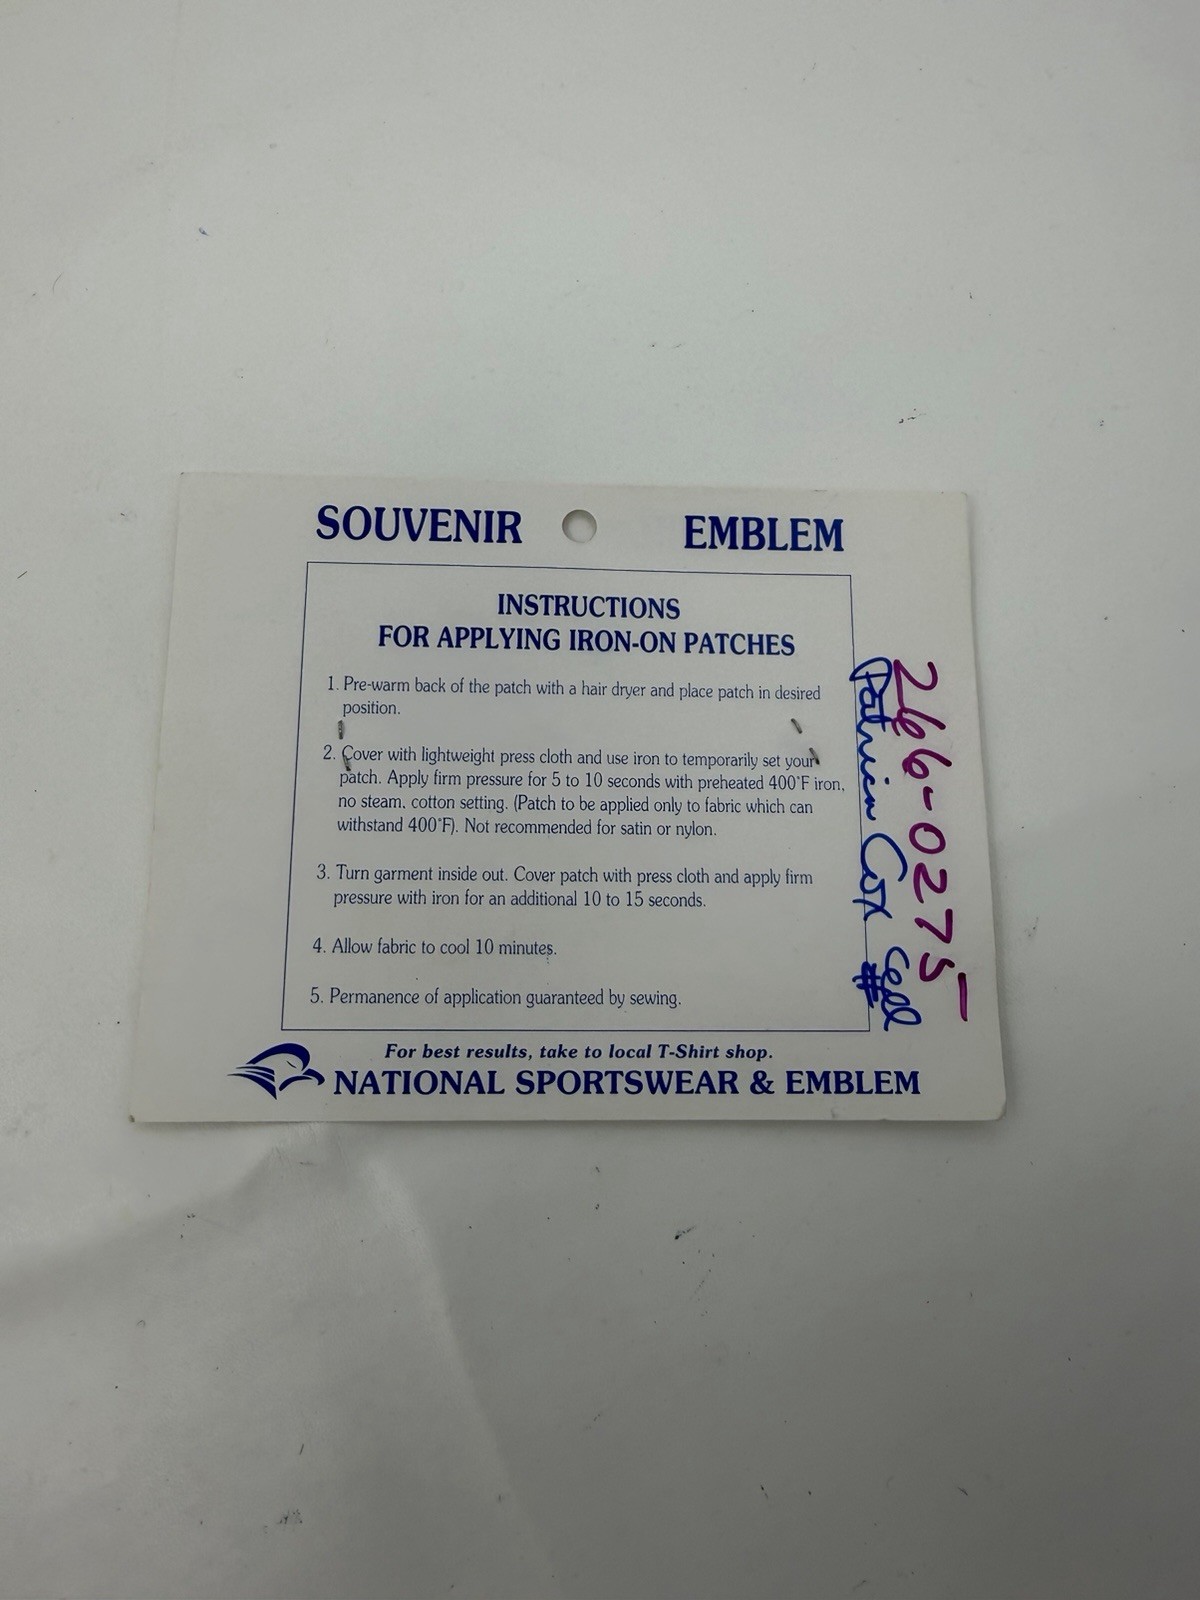 SOUVENIR EMBLEM
INSTRUCTIONS
FOR APPLYING IRON-ON PATCHES
1. Pre-warm back of the patch with a hair dryer and place patch in desired
position.
2. Cover with lightweight press cloth and use iron to temporarily set your
patch. Apply firm pressure for 5 to 10 seconds with preheated 400°F iron,
no steam, cotton setting. (Patch to be applied only to fabric which can
withstand 400°F). Not recommended for satin or nylon.
3. Turn garment inside out. Cover patch with press cloth and apply firm
pressure with iron for an additional 10 to 15 seconds.
4. Allow fabric to cool 10 minutes.
5. Permanence of application guaranteed by sewing.
For best results, take to local T-Shirt shop.
NATIONAL SPORTSWEAR & EMBLEM
266-0275
Cox Cell
#